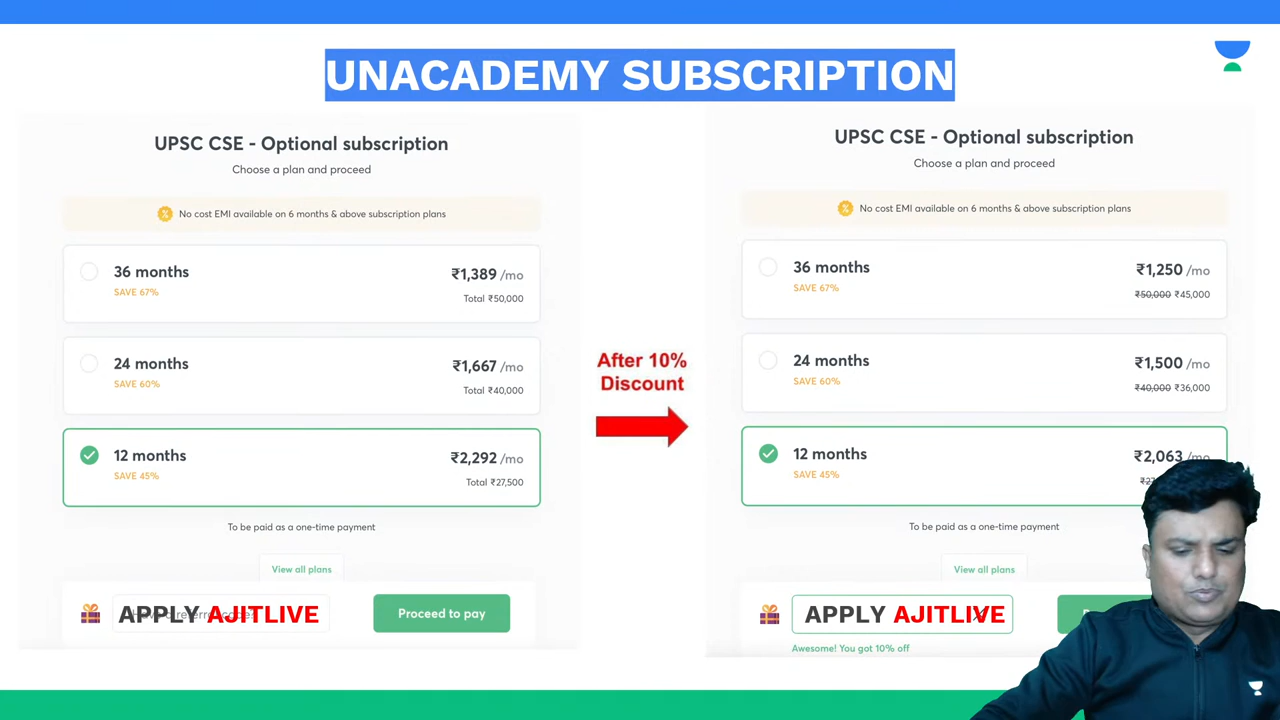 UNACADEMY SUBSCRIPTION
UPSC CSE - Optional subscription
Choose a plan and proceed
No cost EMI available on 6 months & above subscription plans
36 months
₹1,389 /mo
SAVE 67%
Total ₹50,000
24 months
₹1,667 /mo
SAVE 60%
Total ₹40,000
12 months
₹2,292 /mo
SAVE 45%
Total ₹27,500
To be paid as a one-time payment
View all plans
APPLY AJITLIVE
Proceed to pay
After 10%
Discount
UPSC CSE - Optional subscription
Choose a plan and proceed
No cost EMI available on 6 months & above subscription plans
36 months
₹1,250 /mo
SAVE 67%
₹50,000 ₹45,000
24 months
₹1,500 /mo
SAVE 60%
₹40,000 ₹36,000
12 months
₹2,063 /mo
SAVE 45%
To be paid as a one-time payment
View all plans
APPLY AJITLIVE
Awesome! You got 10% off